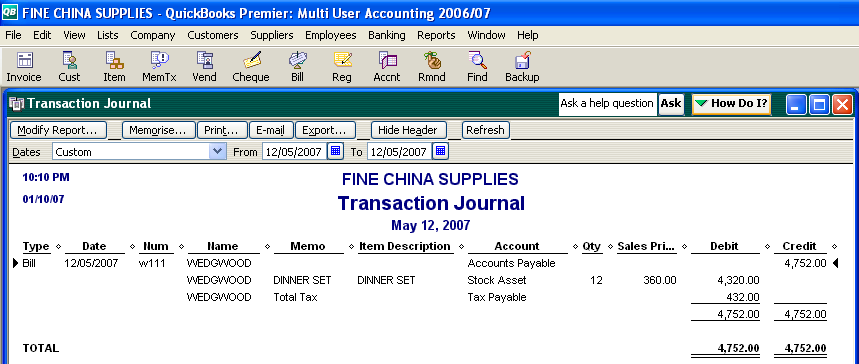 FINE CHINA SUPPLIES - QuickBooks Premier: Multi User Accounting 2006/07
File Edit View Lists Company Customers Suppliers Employees Banking Reports Window Help
Invoice Cust Item MemTx Vend Cheque Bill Reg Accnt Rmnd Find Backup
Transaction Journal Ask a help question Ask How Do I?
Modify Report... Memorise... Print... E-mail Export... Hide Header Refresh
Dates Custom From 12/05/2007 To 12/05/2007
10:10 PM FINE CHINA SUPPLIES
01/10/07 Transaction Journal
May 12, 2007
Type Date Num Name Memo Item Description Account Qty Sales Pri... Debit Credit
Bill 12/05/2007 w111 WEDGWOOD Accounts Payable 4,752.00
WEDGWOOD DINNER SET DINNER SET Stock Asset 12 360.00 4,320.00
WEDGWOOD Total Tax Tax Payable 432.00
4,752.00 4,752.00
TOTAL 4,752.00 4,752.00